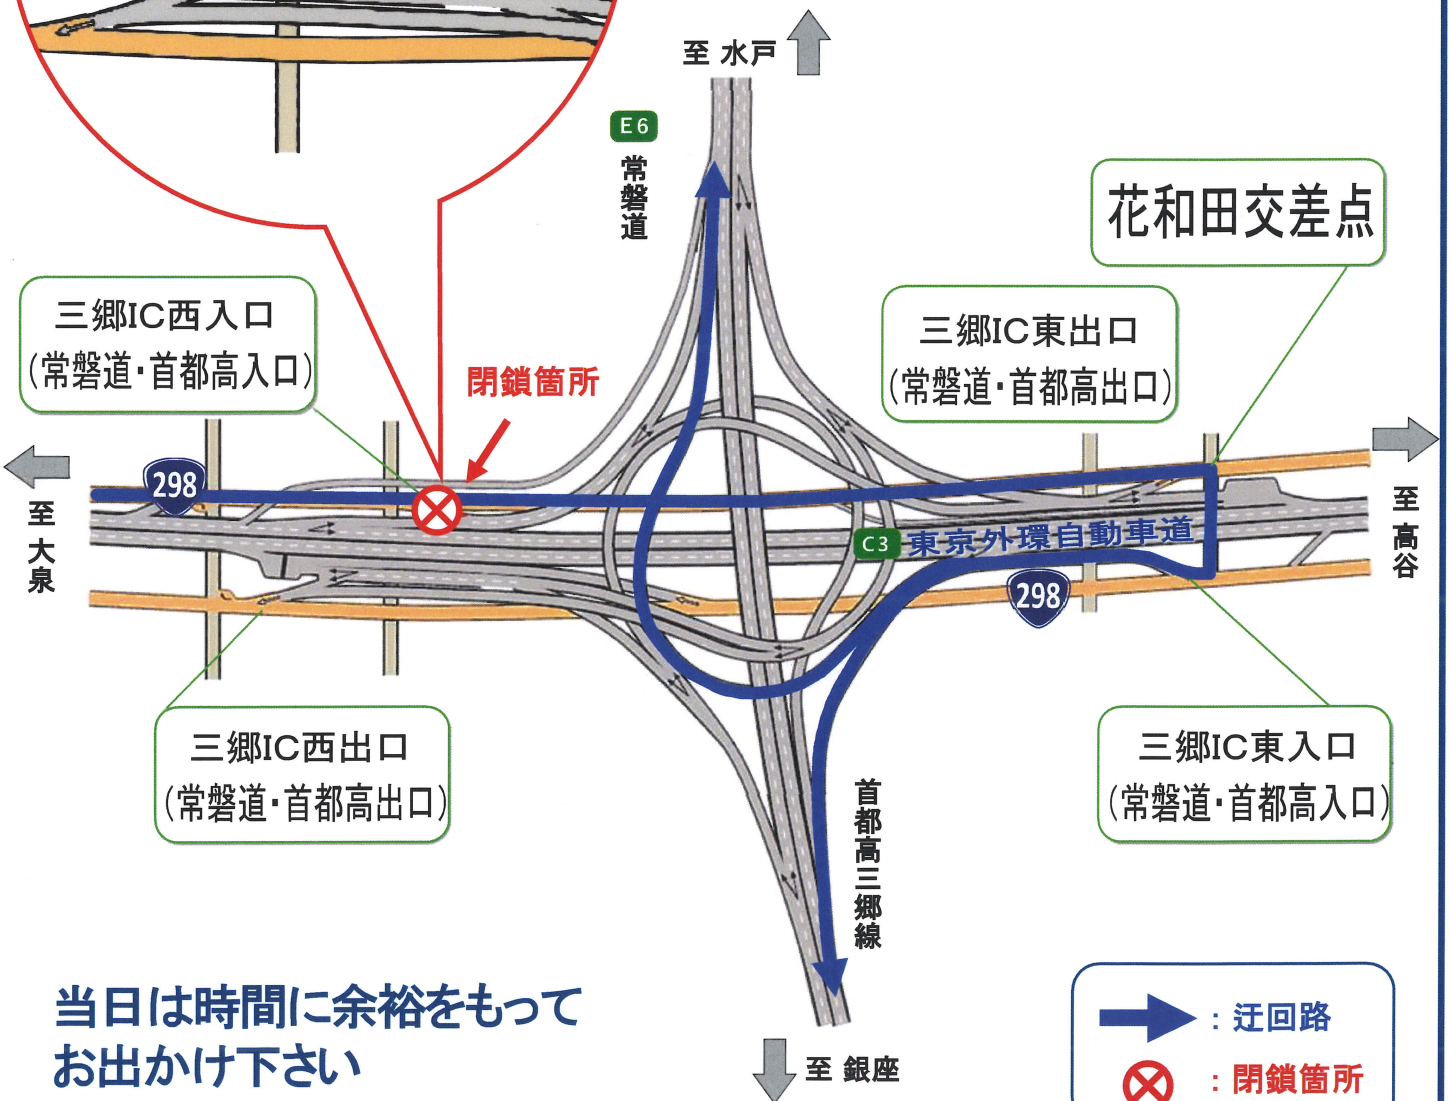 至 水戸
E6
常磐道
花和田交差点
三郷IC西入口
(常磐道・首都高入口)
閉鎖箇所
三郷IC東出口
(常磐道・首都高出口)
298
至 大泉
至 高谷
C3 東京外環自動車道
298
三郷IC西出口
(常磐道・首都高出口)
三郷IC東入口
(常磐道・首都高入口)
首都高三郷線
当日は時間に余裕をもって
お出かけ下さい
至 銀座
：迂回路
：閉鎖箇所